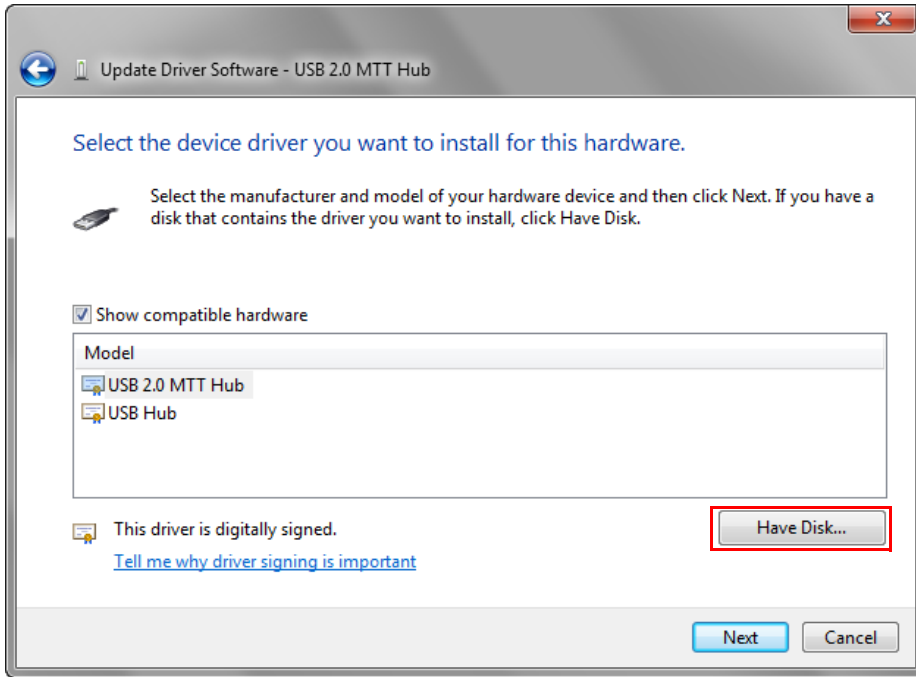 Update Driver Software - USB 2.0 MTT Hub
Select the device driver you want to install for this hardware.
Select the manufacturer and model of your hardware device and then click Next. If you have a
disk that contains the driver you want to install, click Have Disk.
Show compatible hardware
Model
USB 2.0 MTT Hub
USB Hub
This driver is digitally signed.
Have Disk...
Tell me why driver signing is important
Next
Cancel